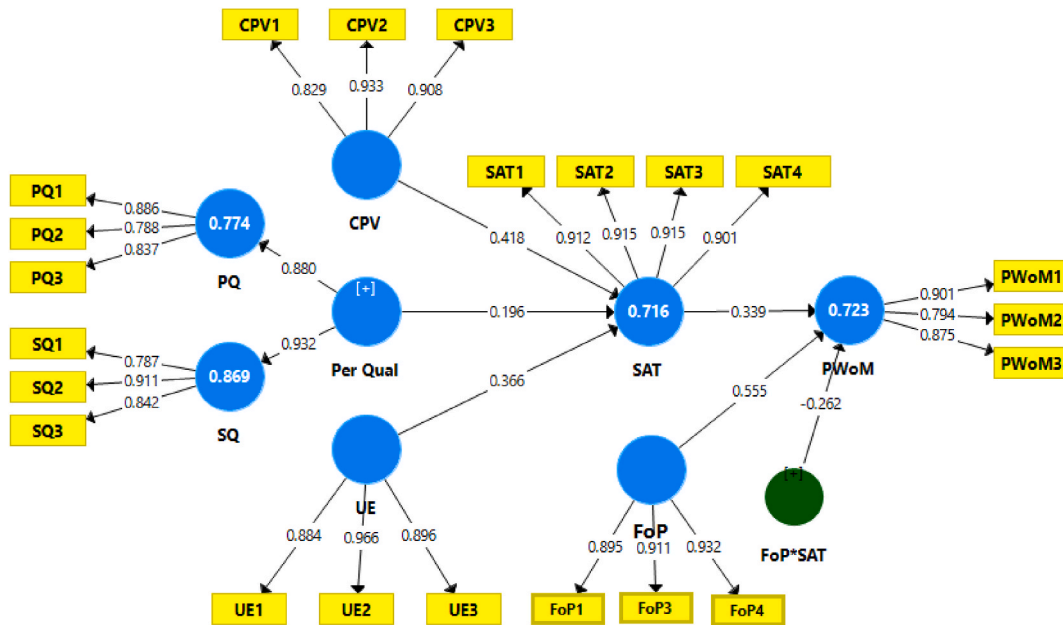 CPV1 CPV2 CPV3
0.829 0.933 0.908
CPV
SAT1 SAT2 SAT3 SAT4
0.912 0.915 0.915 0.901
PQ1
PQ2
PQ3
0.886
0.788
0.837
0.774
PQ
0.880
0.418
[+]
Per Qual
0.196
0.716
SAT
0.339
0.723
PWoM
0.901
0.794
0.875
PWoM1
PWoM2
PWoM3
SQ1
SQ2
SQ3
0.787
0.911
0.842
0.869
SQ
0.932
0.366
UE
0.884 0.966 0.896
UE1 UE2 UE3
0.555
-0.262
FoP
0.895 0.911 0.932
FoP1 FoP3 FoP4
[+]
FoP*SAT